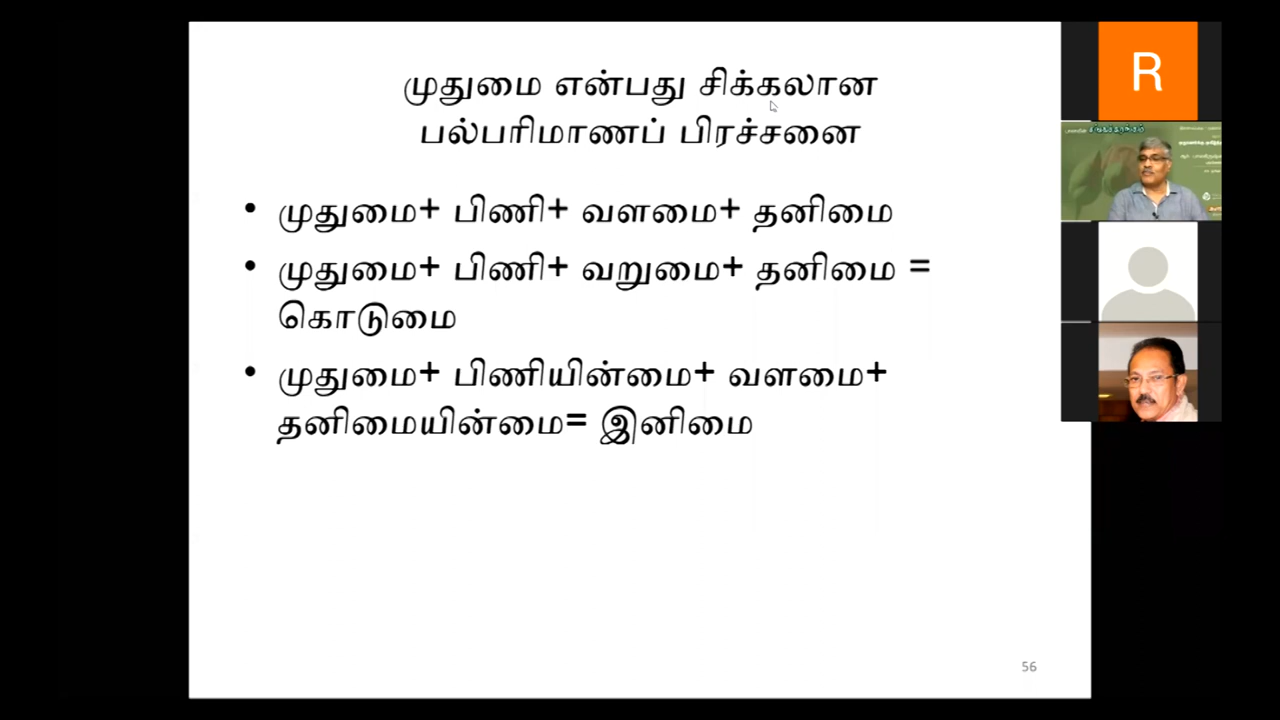 முதுமை என்பது சிக்கலான
பல்பரிமாணப் பிரச்சனை
• முதுமை+ பிணி+ வளமை+ தனிமை
• முதுமை+ பிணி+ வறுமை+ தனிமை =
கொடுமை
• முதுமை+ பிணியின்மை+ வளமை+
தனிமையின்மை= இனிமை
56
R